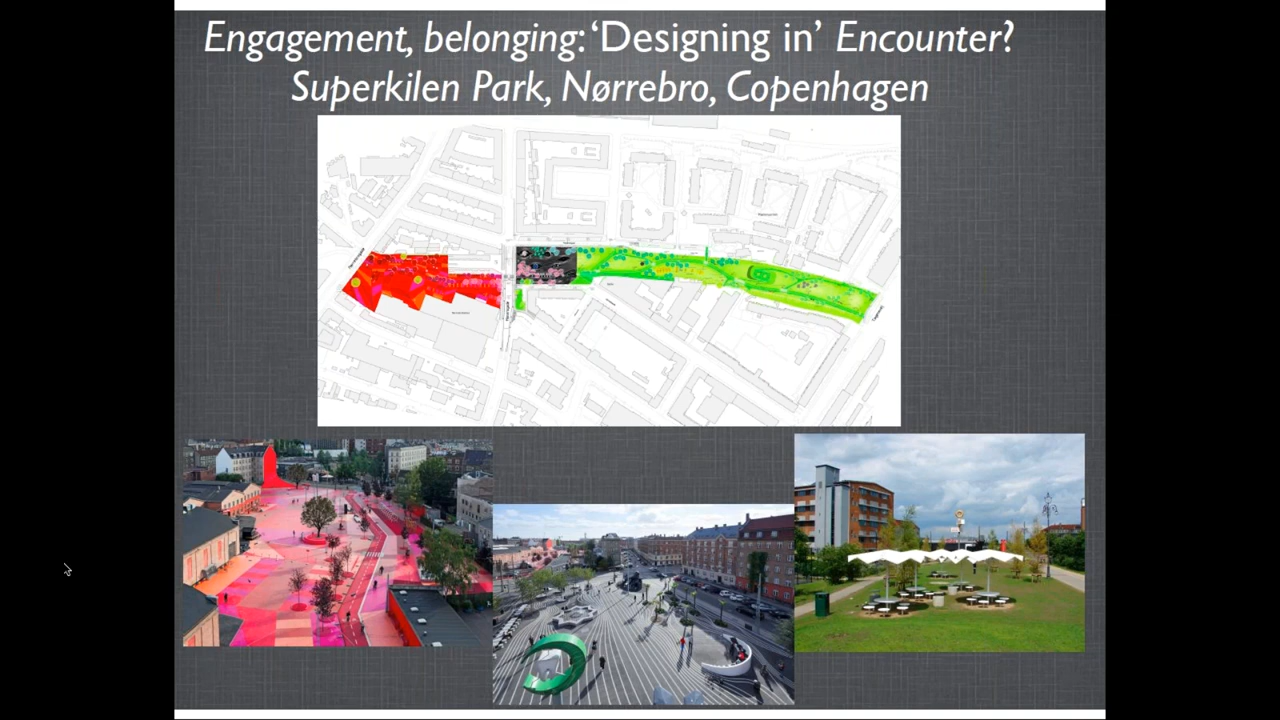 Engagement, belonging: ‘Designing in’ Encounter?
Superkilen Park, Nørrebro, Copenhagen